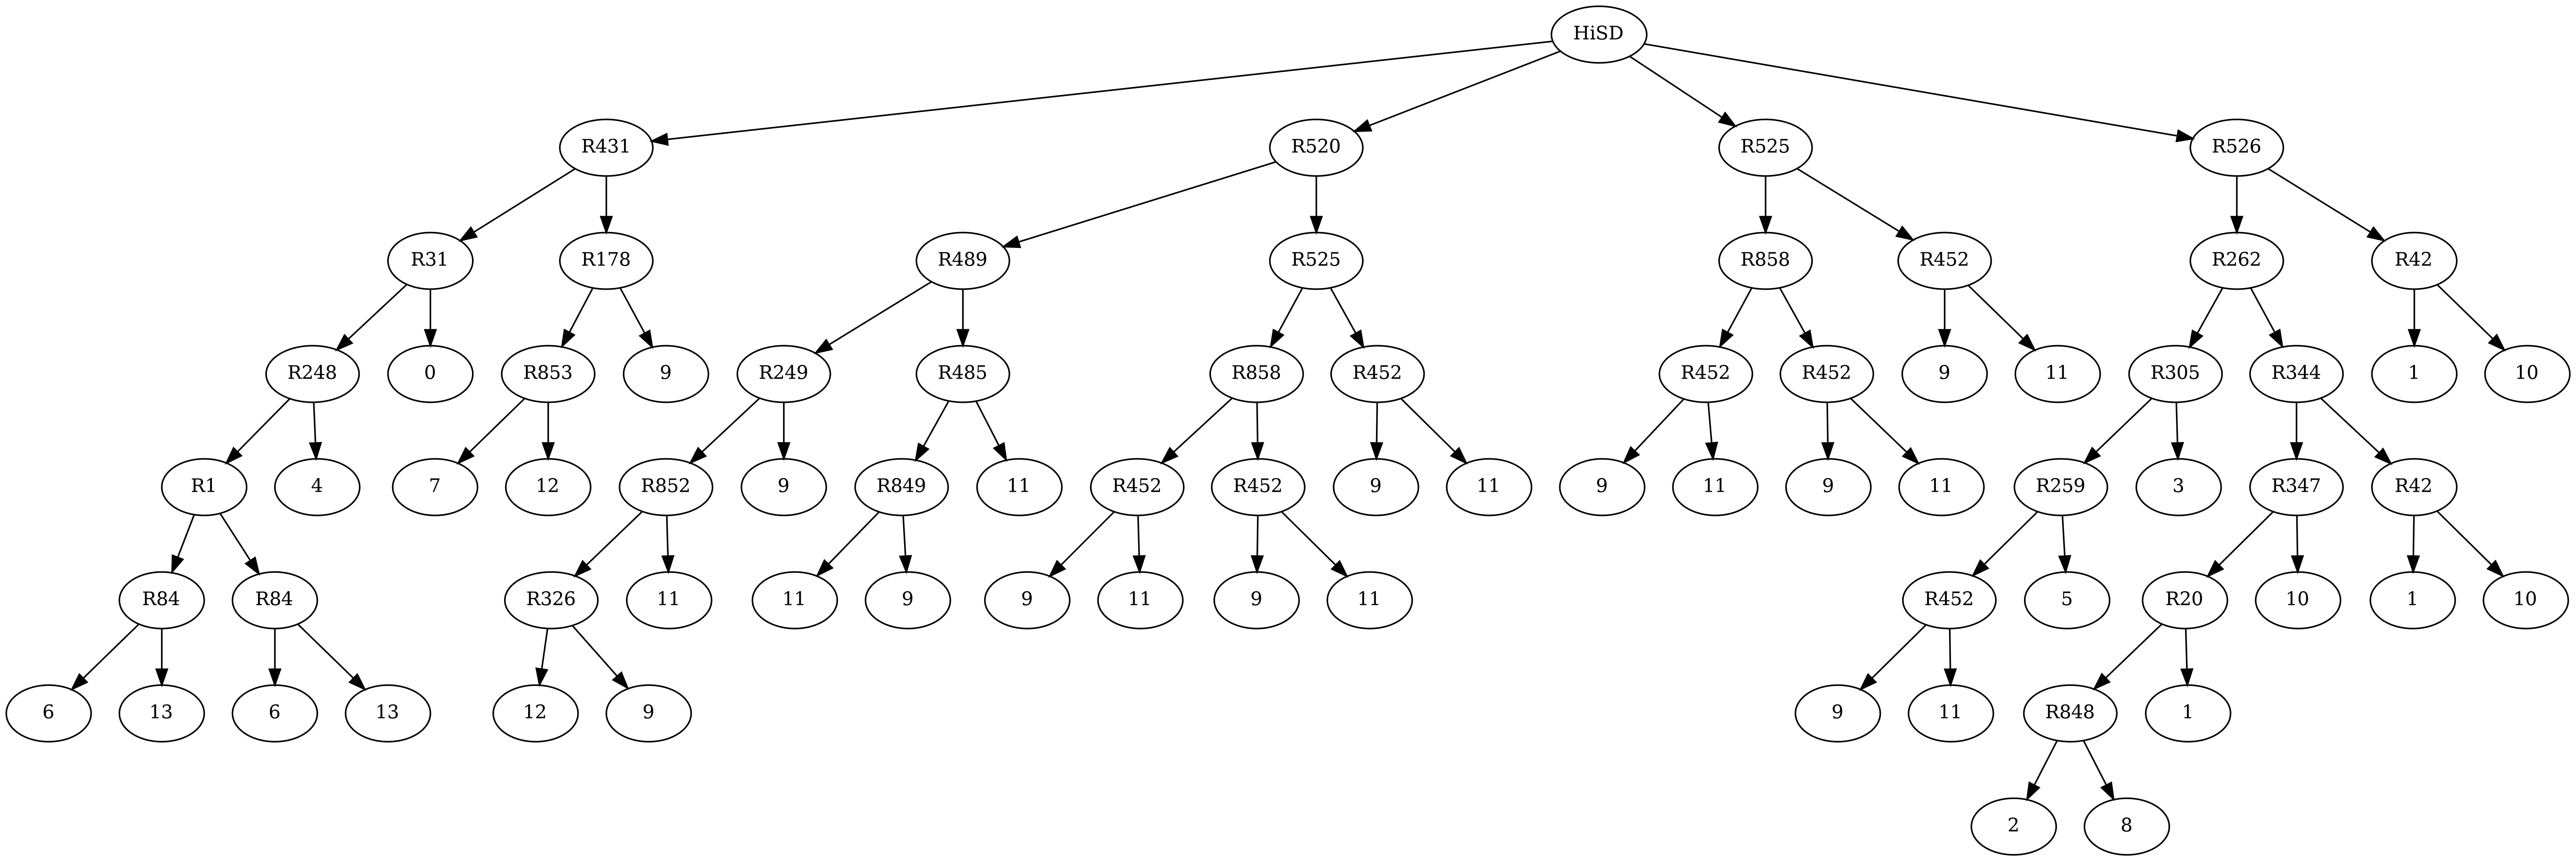 HiSD
R431 R520 R525 R526
R31 R178 R489 R525 R858 R452 R262 R42
R248 0 R853 9 R249 R485 R858 R452 R452 R452 9 11 R305 R344 1 10
R1 4 7 12 R852 9 R849 11 R452 R452 9 11 9 11 9 11 R259 3 R347 R42
R84 R84 R326 11 11 9 9 11 9 11 R452 5 R20 10 1 10
6 13 6 13 12 9 9 11 R848 1
2 8